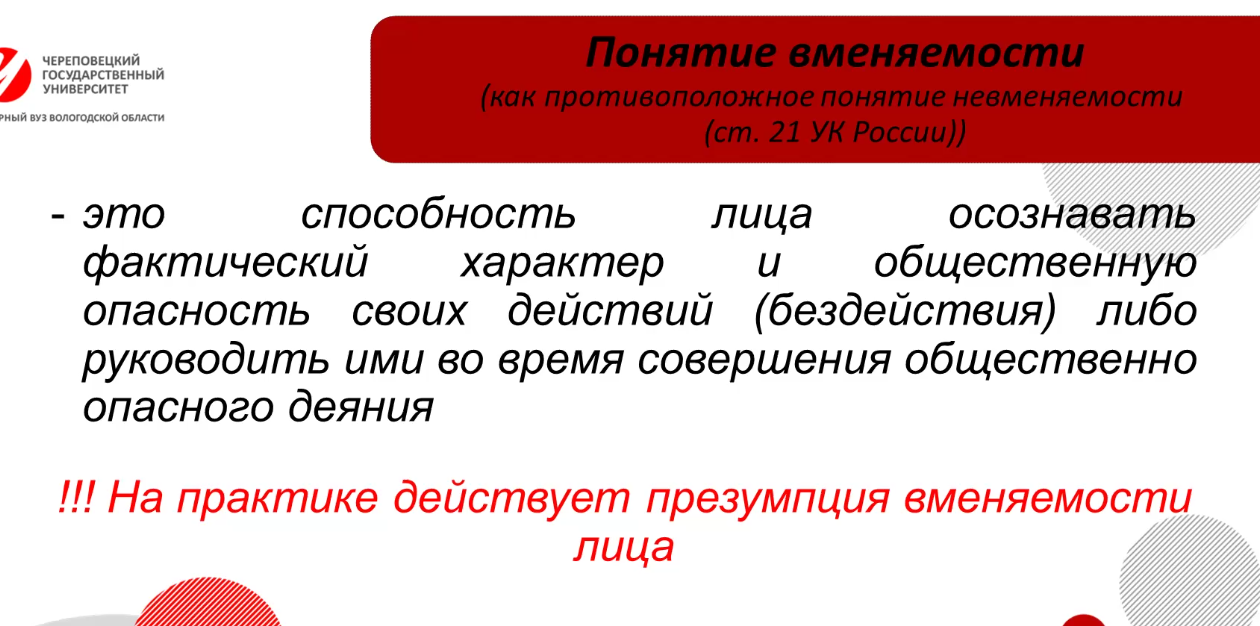 ЧЕРЕПОВЕЦКИЙ
ГОСУДАРСТВЕННЫЙ
УНИВЕРСИТЕТ
РНЫЙ ВУЗ ВОЛОГОДСКОЙ ОБЛАСТИ
Понятие вменяемости
(как противоположное понятие невменяемости
(ст. 21 УК России))
- это способность лица осознавать
фактический характер и общественную
опасность своих действий (бездействия) либо
руководить ими во время совершения общественно
опасного деяния
!!! На практике действует презумпция вменяемости
лица